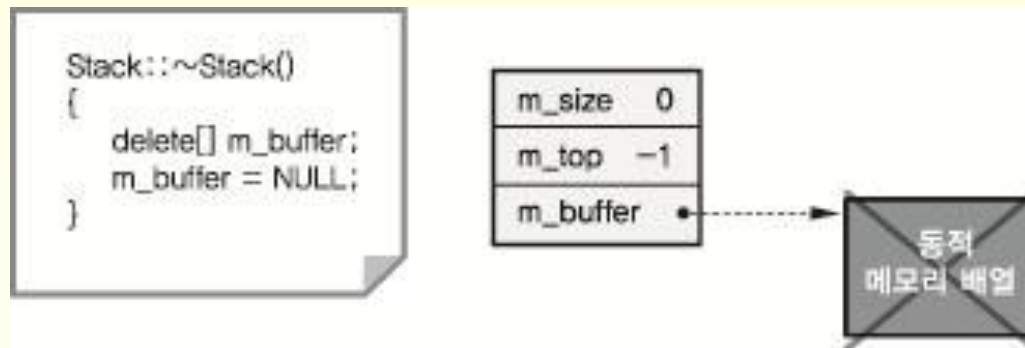 Stack::~Stack()
{
delete[] m_buffer;
m_buffer = NULL;
}
m_size 0
m_top -1
m_buffer
동적
메모리 배열